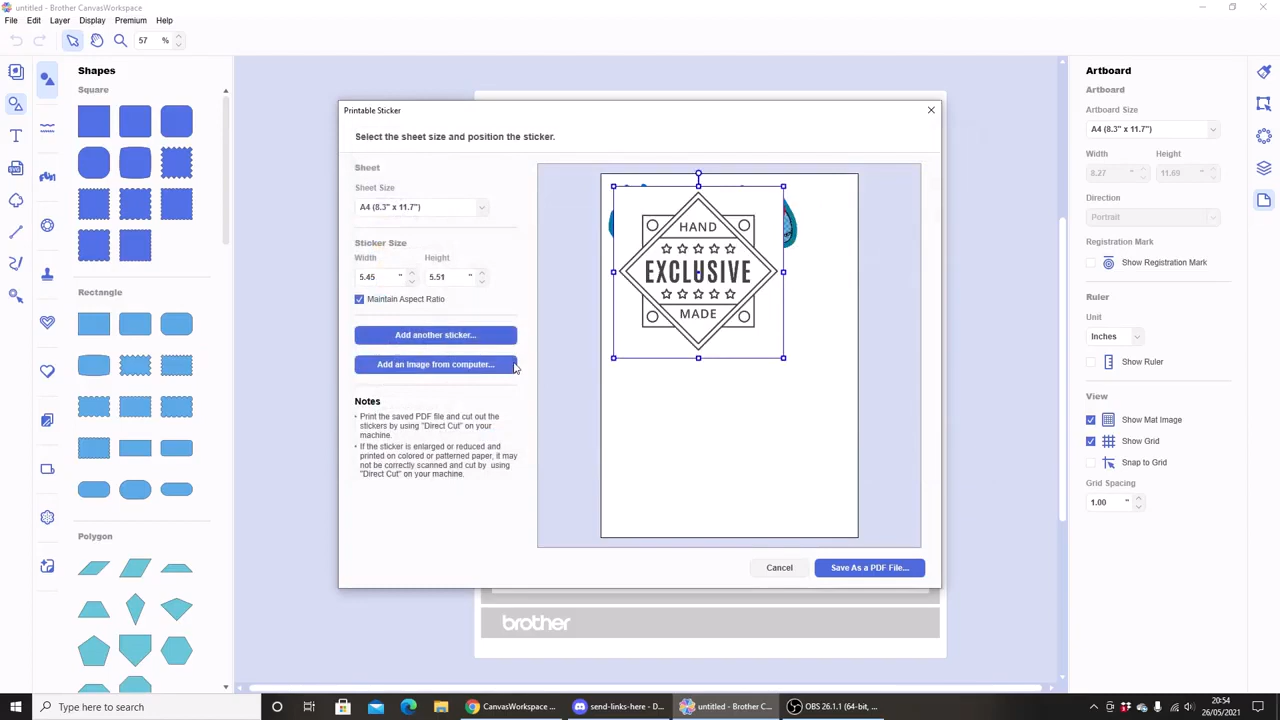 untitled - Brother CanvasWorkspace
File Edit Layer Display Premium Help
57 %
Shapes
Square
Rectangle
Polygon
Printable Sticker
Select the sheet size and position the sticker.
Sheet
Sheet Size
A4 (8.3" x 11.7")
Sticker Size
Width Height
5.45 " 5.51 "
Maintain Aspect Ratio
Add another sticker...
Add an Image from computer...
Notes
• Print the saved PDF file and cut out the
stickers by using "Direct Cut" on your
machine.
• If the sticker is enlarged or reduced and
printed on colored or patterned paper, it may
not be correctly scanned and cut by using
"Direct Cut" on your machine.
HAND
EXCLUSIVE
MADE
Cancel Save As a PDF File...
brother
Artboard
Artboard
Artboard Size
A4 (8.3" x 11.7")
Width Height
8.27 " 11.69 "
Direction
Portrait
Registration Mark
Show Registration Mark
Ruler
Unit
Inches
Show Ruler
View
Show Mat Image
Show Grid
Snap to Grid
Grid Spacing
1.00 "
Type here to search
CanvasWorkspace ...
send-links-here - D...
untitled - Brother C...
OBS 26.1.1 (64-bit, ...
20:54
26/05/2021